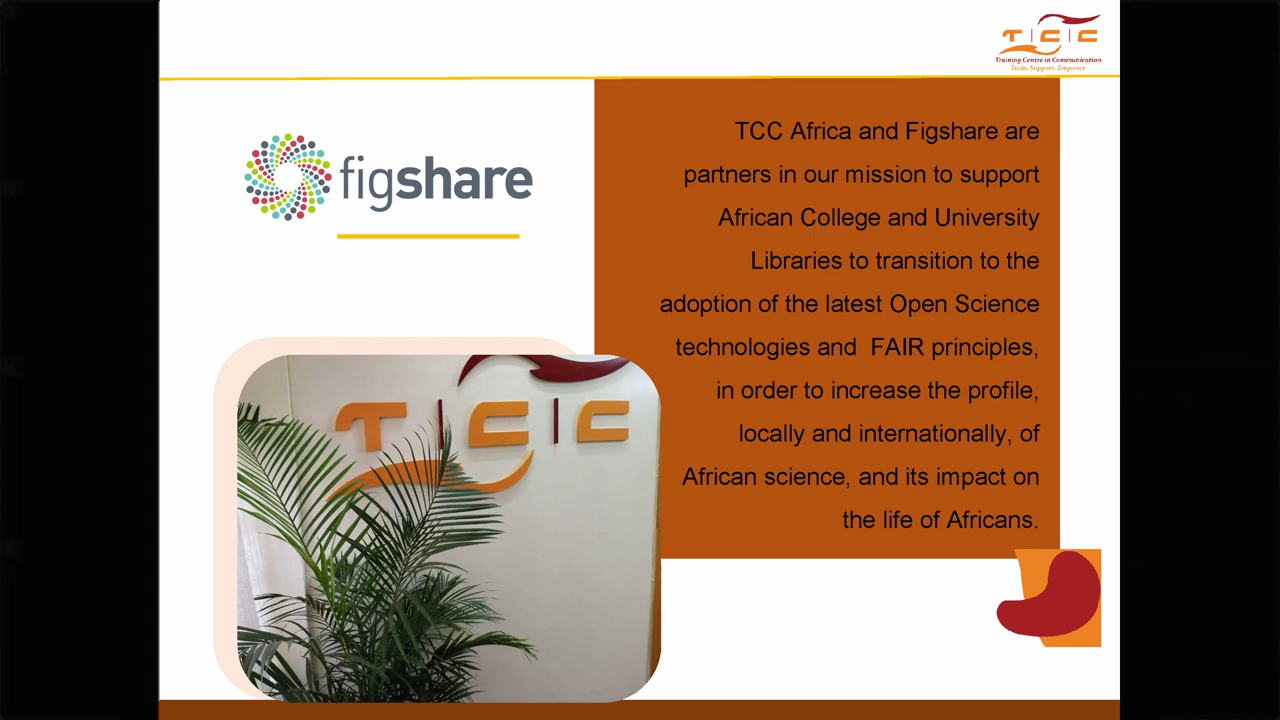 T|C|C
Training Centre in Communication
Train. Support. Empower
figshare
TCC Africa and Figshare are
partners in our mission to support
African College and University
Libraries to transition to the
adoption of the latest Open Science
technologies and  FAIR principles,
in order to increase the profile,
locally and internationally, of
African science, and its impact on
the life of Africans.
T|C|C